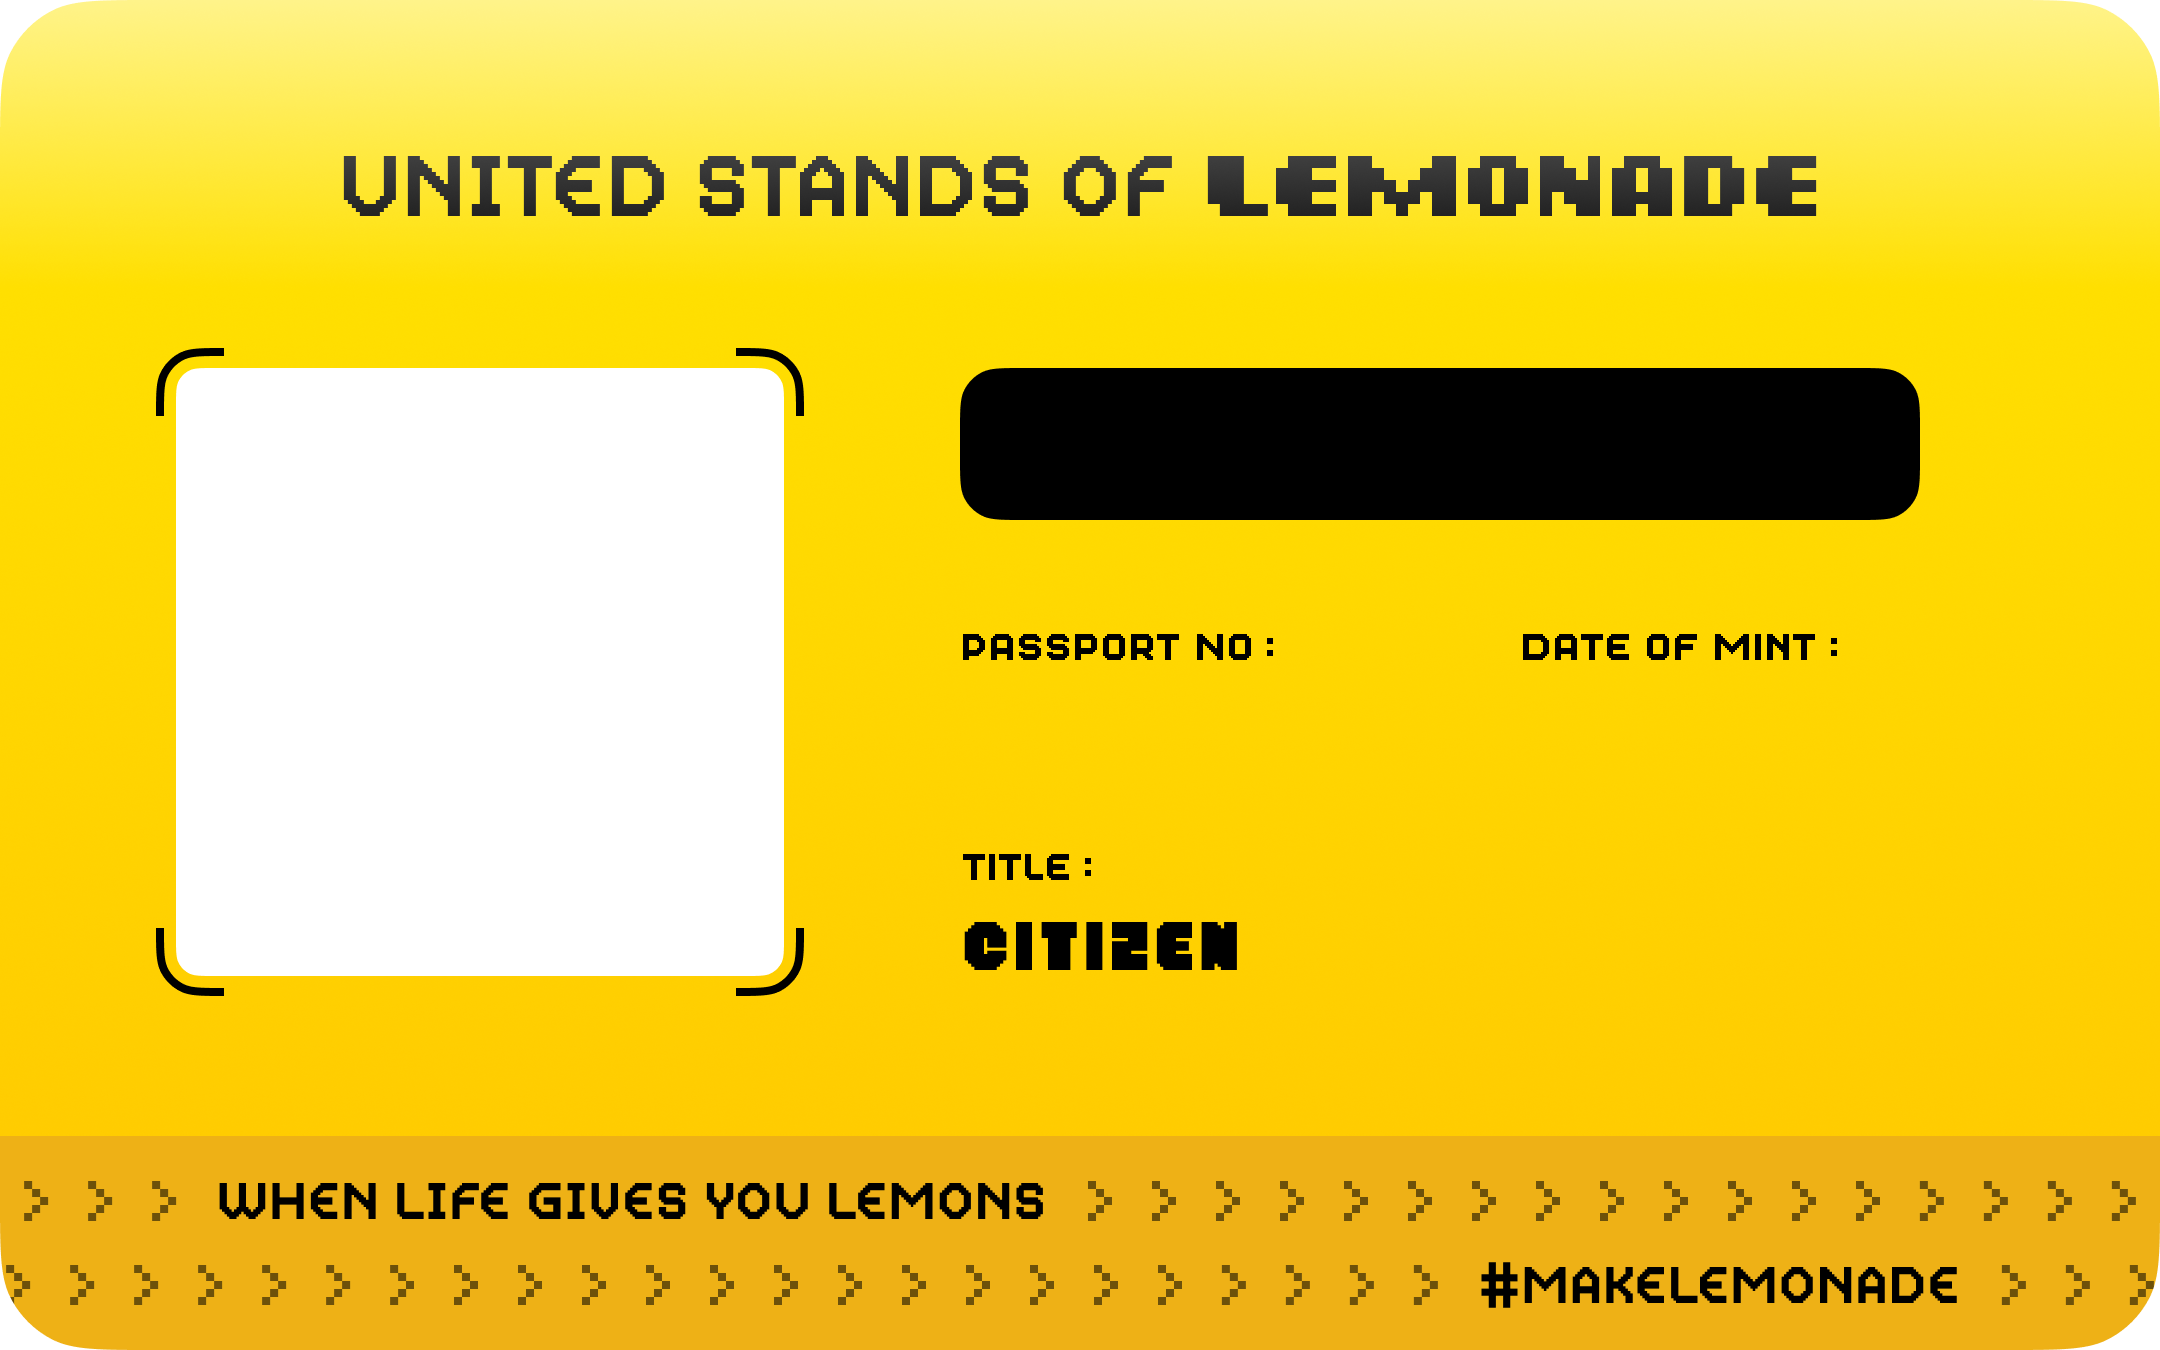 UNITED STANDS OF LEMONADE
PASSPORT NO :
DATE OF MINT :
TITLE :
CITIZEN
> > > WHEN LIFE GIVES YOU LEMONS > > > > > > > > > > > > > > > > >
> > > > > > > > > > > > > > > > > > > > > > > #MAKELEMONADE > > >